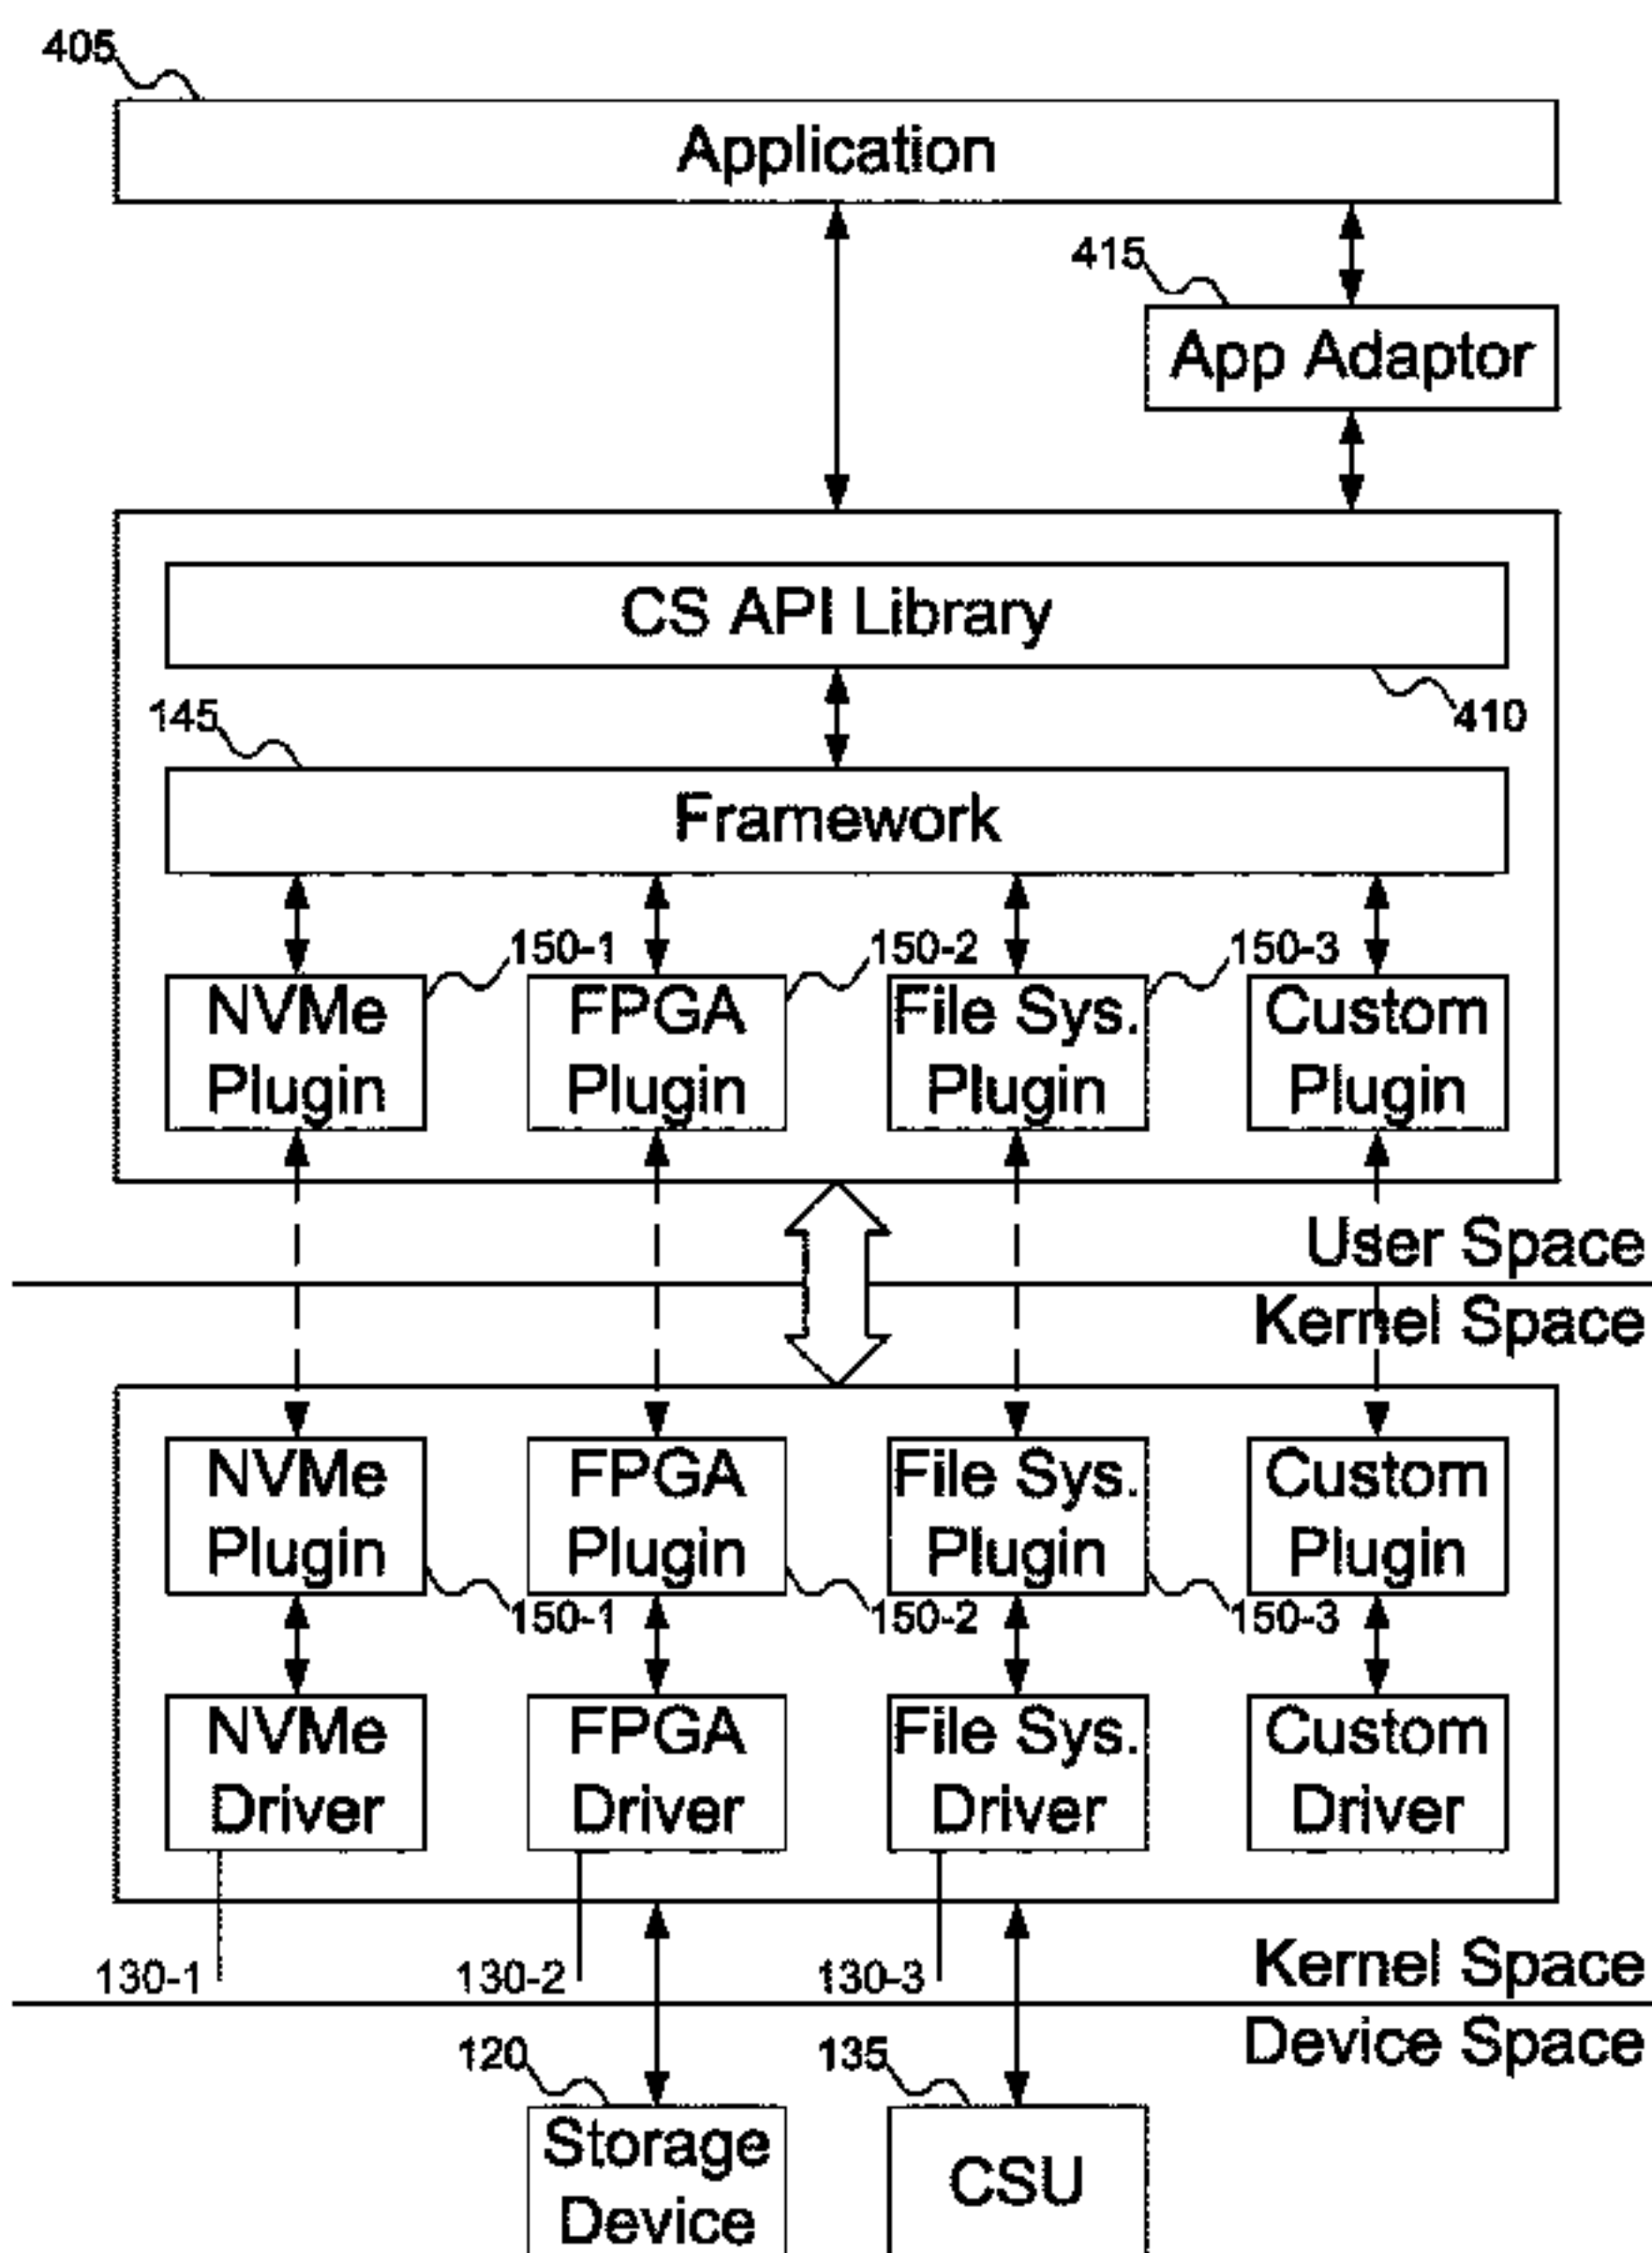 405
Application
415
App Adaptor
CS API Library
145
410
Framework
150-1
150-2
150-3
NVMe
Plugin
FPGA
Plugin
File Sys.
Plugin
Custom
Plugin
User Space
Kernel Space
NVMe
Plugin
FPGA
Plugin
File Sys.
Plugin
Custom
Plugin
150-1
150-2
150-3
NVMe
Driver
FPGA
Driver
File Sys.
Driver
Custom
Driver
130-1
130-2
130-3
Kernel Space
Device Space
120
135
Storage
Device
CSU